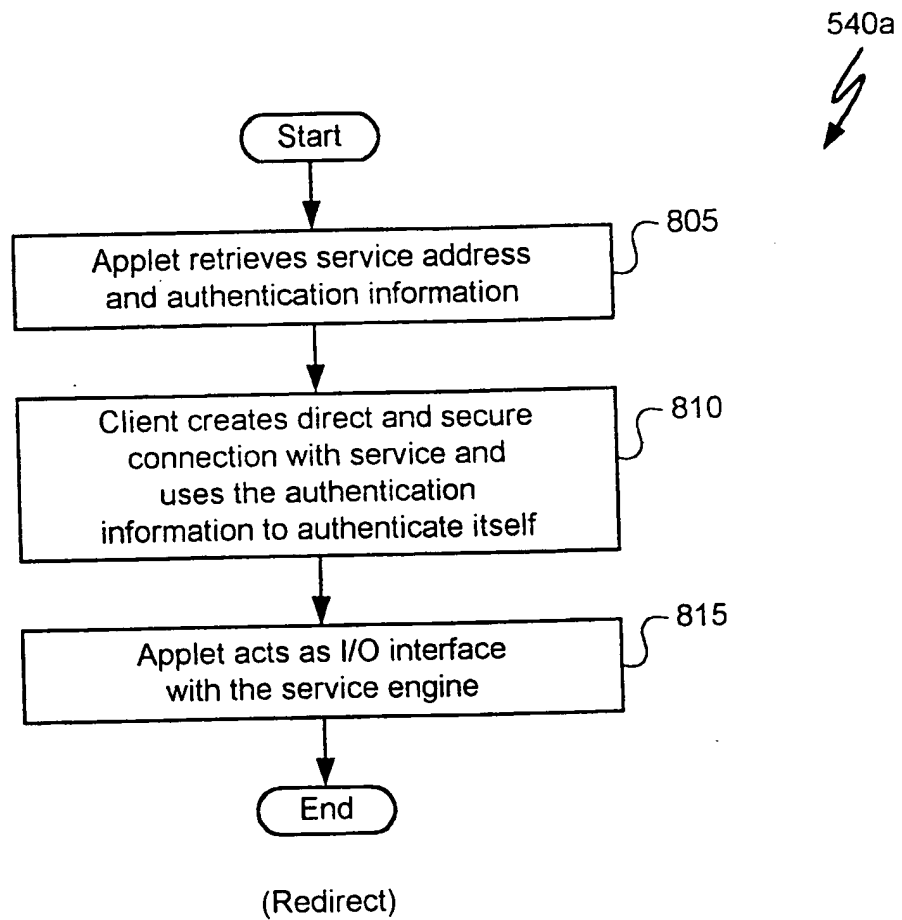 540a
Start
Applet retrieves service address
and authentication information
805
Client creates direct and secure
connection with service and
uses the authentication
information to authenticate itself
810
Applet acts as I/O interface
with the service engine
815
End
(Redirect)